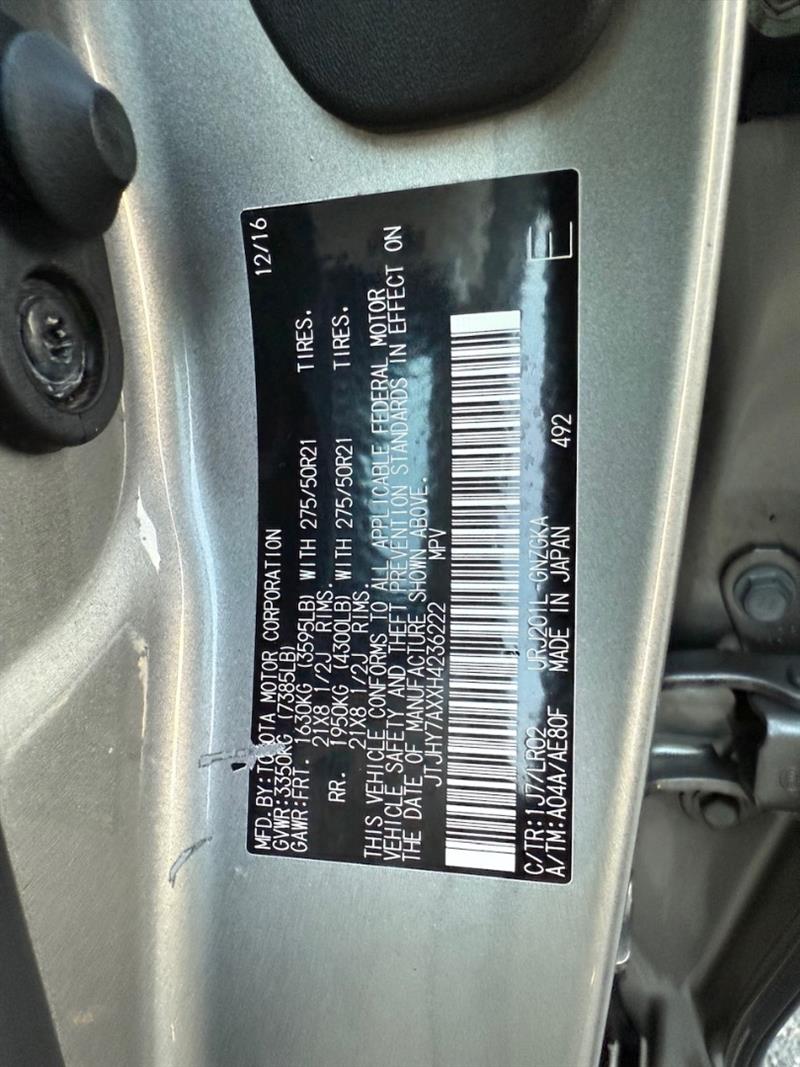 MFD.BY:TOYOTA MOTOR CORPORATION 12/16
GVWR:3350KG (7385LB)
GAWR:FRT. 1630KG (3595LB) WITH 275/50R21 TIRES.
21X8 1/2J RIMS.
RR. 1950KG (4300LB) WITH 275/50R21 TIRES.
21X8 1/2J RIMS.
THIS VEHICLE CONFORMS TO ALL APPLICABLE FEDERAL MOTOR
VEHICLE SAFETY AND THEFT PREVENTION STANDARDS IN EFFECT ON
THE DATE OF MANUFACTURE SHOWN ABOVE.
JTJHY7AXXH4236222 MPV
C/TR:1J7/LR02 URJ201L-GNZGKA
A/TM:A04A/AE80F MADE IN JAPAN 492